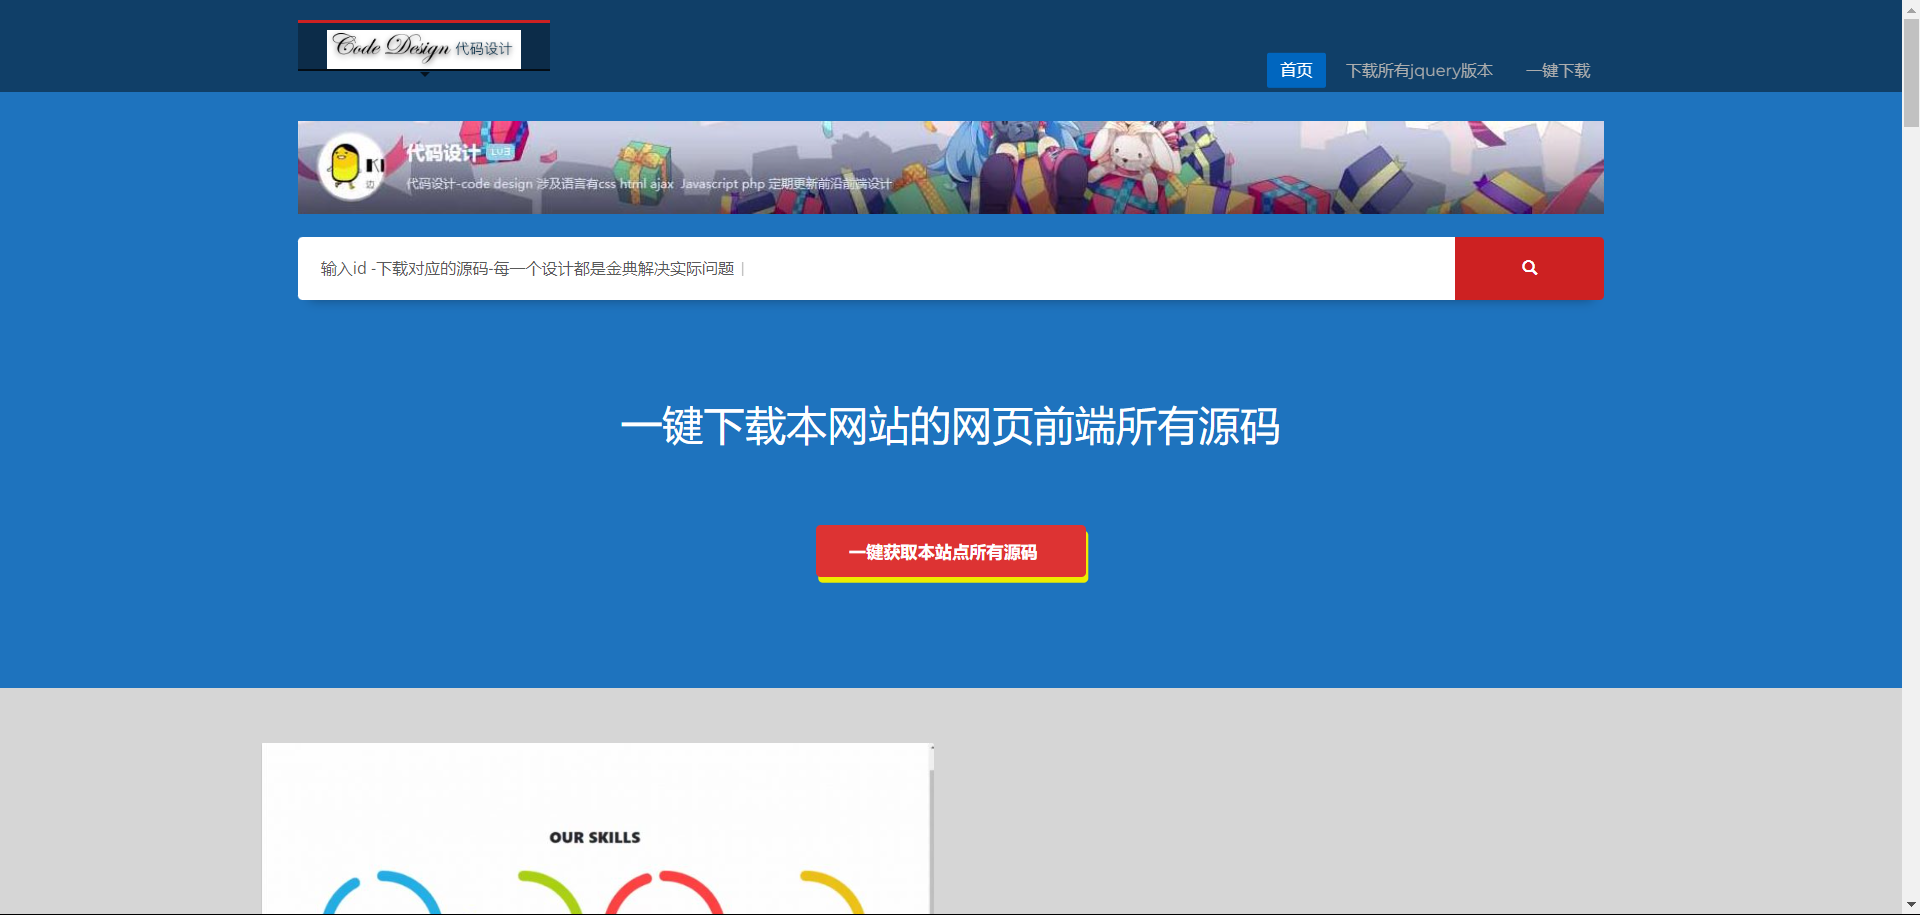 Code Design 代码设计
首页 下载所有jquery版本 一键下载
代码设计 LV3
代码设计-code design 涉及语言有css html ajax Javascript php 定期更新前沿前端设计
输入id -下载对应的源码-每一个设计都是金典解决实际问题 |
一键下载本网站的网页前端所有源码
一键获取本站点所有源码
OUR SKILLS